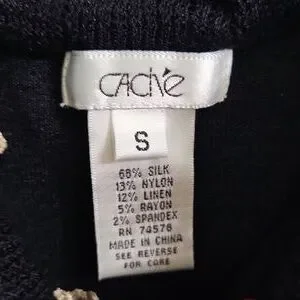 CACHÉ
S
68% SILK
13% NYLON
12% LINEN
5% RAYON
2% SPANDEX
RN 74578
MADE IN CHINA
SEE REVERSE
FOR CARE